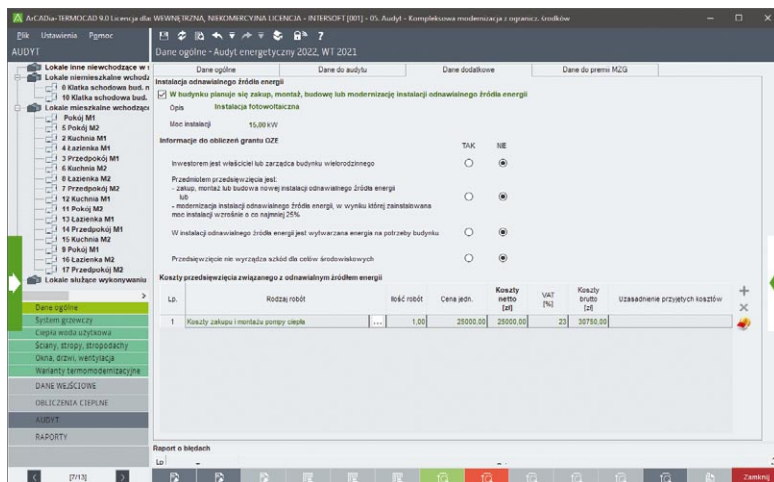 ArCADia-TERMOCAD 9.0 Licencja dla: WEWNĘTRZNA, NIEKOMERCYJNA LICENCJA - INTERSOFT [001] - 05. Audyt - Kompleksowa modernizacja z ogranicz. środków
Plik Ustawienia Pomoc
AUDYT
Dane ogólne - Audyt energetyczny 2022, WT 2021
Lokale inne niewchodzące w
Lokale niemieszkalne wchodz
0 Klatka schodowa bud. n
10 Klatka schodowa bud.
Lokale mieszkalne wchodzące
Pokój M1
5 Pokój M2
2 Kuchnia M1
4 Łazienka M1
3 Przedpokój M1
6 Kuchnia M2
8 Łazienka M2
7 Przedpokój M2
12 Kuchnia M1
11 Pokój M2
13 Łazienka M1
14 Przedpokój M1
15 Kuchnia M2
9 Pokój M1
16 Łazienka M2
17 Przedpokój M2
Lokale służące wykonywaniu
Dane ogólne
System grzewczy
Ciepła woda użytkowa
Ściany, stropy, stropodachy
Okna, drzwi, wentylacja
Warianty termomodernizacyjne
DANE WEJŚCIOWE
OBLICZENIA CIEPLNE
AUDYT
RAPORTY
[7/13]
Dane ogólne Dane do audytu Dane dodatkowe Dane do premii MZG
Instalacja odnawialnego źródła energii
W budynku planuje się zakup, montaż, budowę lub modernizację instalacji odnawialnego źródła energii
Opis Instalacja fotowoltaiczna
Moc instalacji 15,00 kW
Informacje do obliczeń grantu OZE TAK NIE
Inwestorem jest właściciel lub zarządca budynku wielorodzinnego
Przedmiotem przedsięwzięcia jest:
- zakup, montaż lub budowa nowej instalacji odnawialnego źródła energii
lub
- modernizacja instalacji odnawialnego źródła energii, w wyniku której zainstalowana
moc instalacji wzrośnie o co najmniej 25%
W instalacji odnawialnego źródła energii jest wytwarzana energia na potrzeby budynku
Przedsięwzięcie nie wyrządza szkód dla celów środowiskowych
Koszty przedsięwzięcia związanego z odnawialnym źródłem energii
Lp. Rodzaj robót Ilość robót Cena jedn. Koszty netto [zł] VAT [%] Koszty brutto [zł] Uzasadnienie przyjętych kosztów
1 Koszty zakupu i montażu pompy ciepła ... 1,00 25000,00 25000,00 23 30750,00
Raport o błędach
Lp
Zamknij